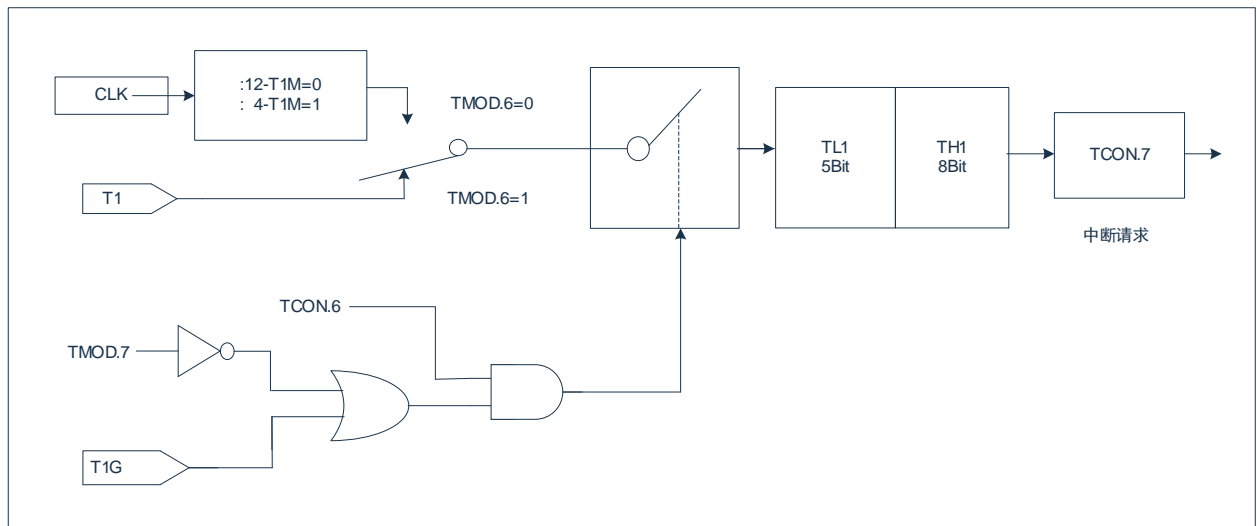 CLK
:12-T1M=0
: 4-T1M=1
TMOD.6=0
T1
TMOD.6=1
TL1
5Bit
TH1
8Bit
TCON.7
中断请求
TCON.6
TMOD.7
T1G